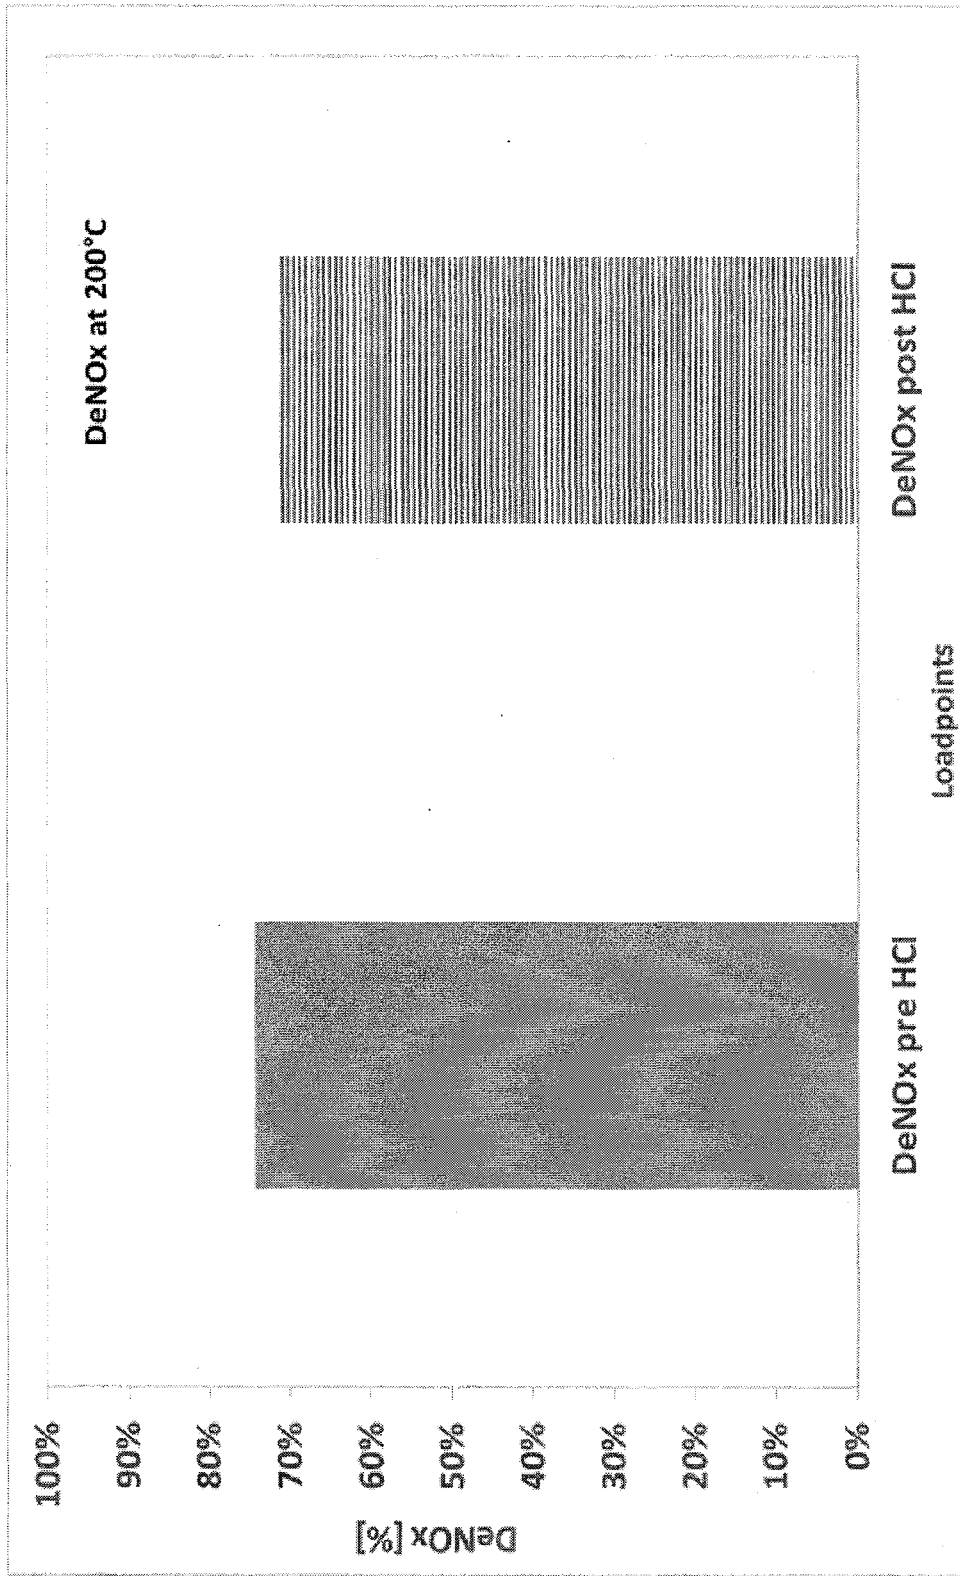 DeNOx at 200°C
100%
90%
80%
70%
60%
50%
40%
30%
20%
10%
0%
DeNOx [%]
DeNOx pre HCl
DeNOx post HCl
Loadpoints